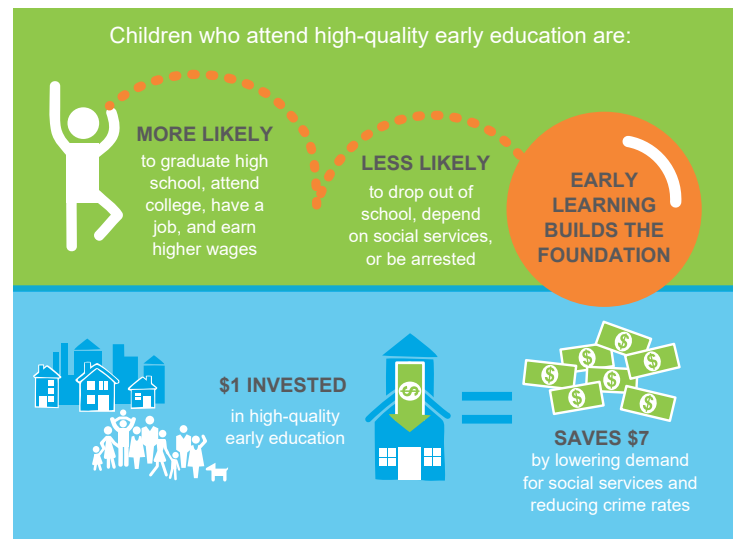 Children who attend high-quality early education are:
MORE LIKELY
to graduate high
school, attend
college, have a
job, and earn
higher wages
LESS LIKELY
to drop out of
school, depend
on social services,
or be arrested
EARLY
LEARNING
BUILDS THE
FOUNDATION
$1 INVESTED
in high-quality
early education
$
=
$
$
$
$
$
$
$
SAVES $7
by lowering demand
for social services and
reducing crime rates